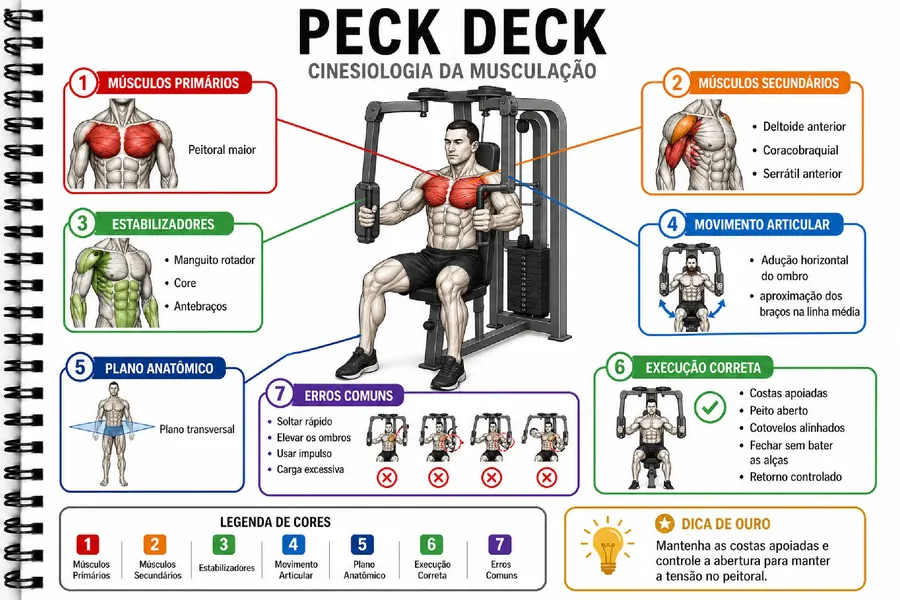 PECK DECK
CINESIOLOGIA DA MUSCULAÇÃO
1 MÚSCULOS PRIMÁRIOS
Peitoral maior
2 MÚSCULOS SECUNDÁRIOS
• Deltoide anterior
• Coracobraquial
• Serrátil anterior
3 ESTABILIZADORES
• Manguito rotador
• Core
• Antebraços
4 MOVIMENTO ARTICULAR
• Adução horizontal
do ombro
• aproximação dos
braços na linha média
5 PLANO ANATÔMICO
Plano transversal
7 ERROS COMUNS
• Soltar rápido
• Elevar os ombros
• Usar impulso
• Carga excessiva
6 EXECUÇÃO CORRETA
• Costas apoiadas
• Peito aberto
• Cotovelos alinhados
• Fechar sem bater
as alças
• Retorno controlado
LEGENDA DE CORES
1
Músculos
Primários
2
Músculos
Secundários
3
Estabilizadores
4
Movimento
Articular
5
Plano
Anatômico
6
Execução
Correta
7
Erros
Comuns
DICA DE OURO
Mantenha as costas apoiadas e
controle a abertura para manter
a tensão no peitoral.